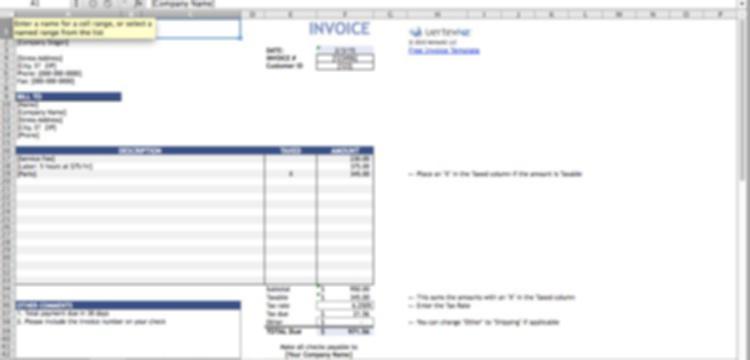 [Company Name]
Enter a name for a cell range, or select a
named range from the list
INVOICE
vertex42
[Company Slogan]
Free Invoice Template
DATE:
[Street Address]
INVOICE #
[City, ST ZIP]
Customer ID
Phone: [000-000-0000]
Fax: [000-000-0000]
BILL TO
[Name]
[Company Name]
[Street Address]
[City, ST ZIP]
[Phone]
DESCRIPTION TAXED AMOUNT
[Service Fee] 230.00
[Labor: 5 hours at $75/hr] 375.00
[Parts] X 345.00
— Place an 'X' in the Taxed column if the amount is Taxable
Subtotal $ 950.00
Taxable $ 345.00 — This sums the amounts with an 'X' in the Taxed column
OTHER COMMENTS Tax rate 6.250% — Enter the Tax Rate
1. Total payment due in 30 days Tax due $
2. Please include the invoice number on your check Other $ — You can change 'Other' to 'Shipping' if applicable
TOTAL Due $ 971.56
Make all checks payable to
[Your Company Name]